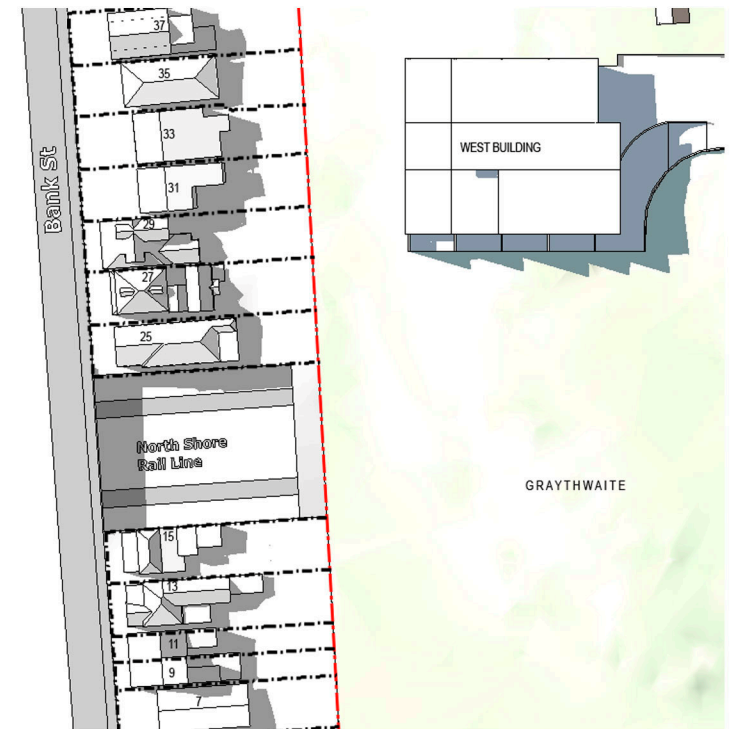 37
35
33
31
29
27
25
Bank St
WEST BUILDING
North Shore
Rail Line
GRAYTHWAITE
15
13
11
9
7